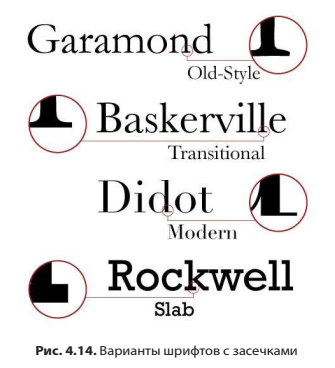 Garamond
Old-Style
Baskerville
Transitional
Didot
Modern
Rockwell
Slab
Рис. 4.14. Варианты шрифтов с засечками